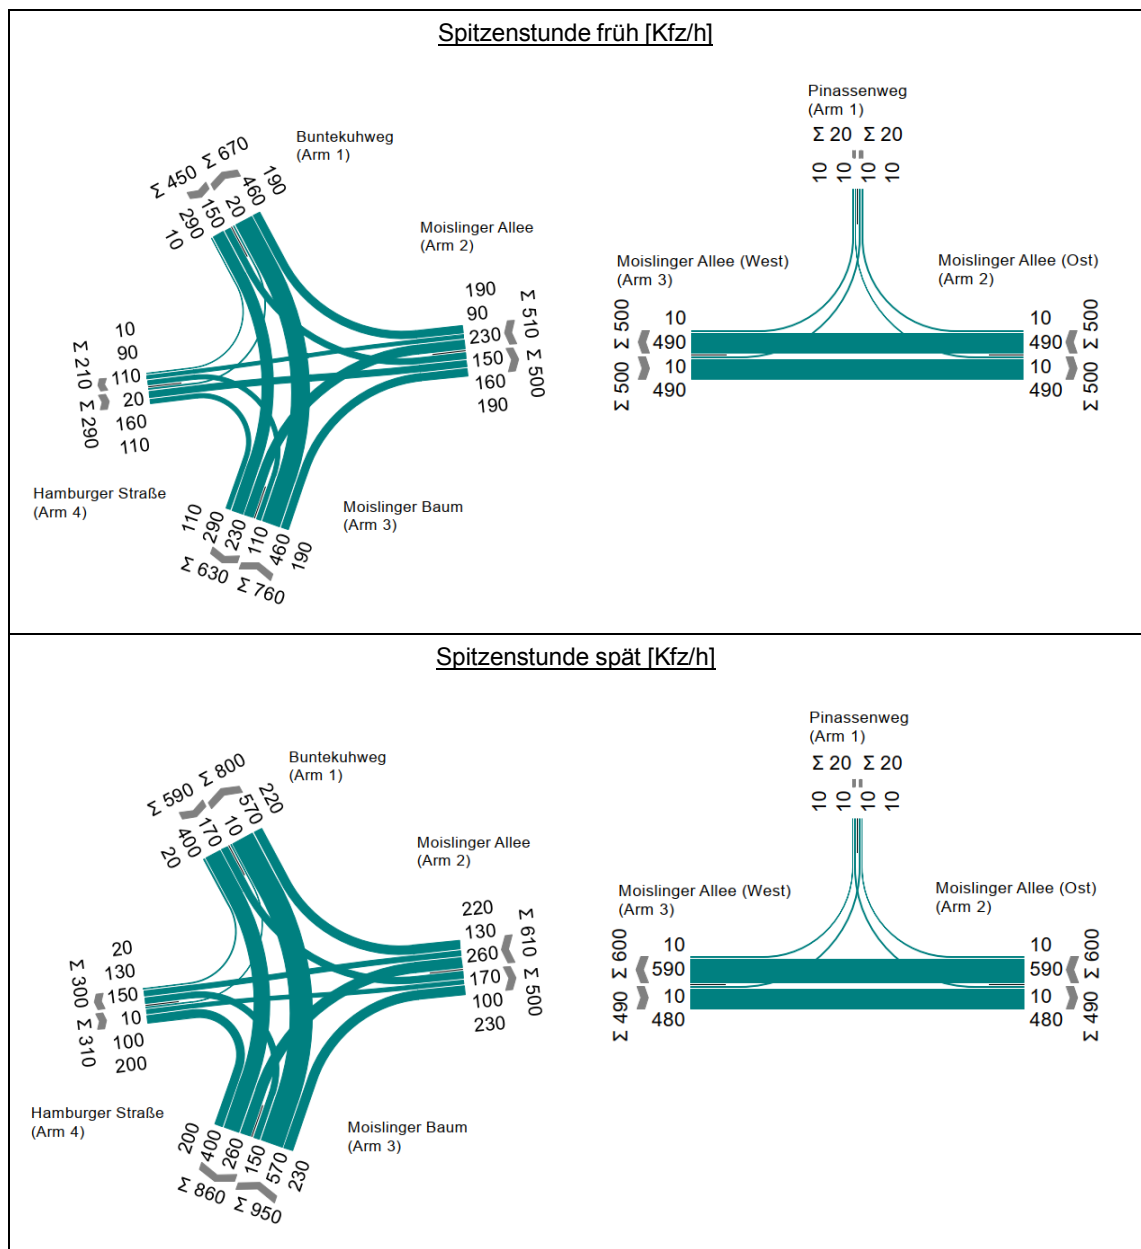 Spitzenstunde früh [Kfz/h]
Buntekuhweg
(Arm 1)
Σ 450
Σ 670
10
290
150
20
460
190
Moislinger Allee
(Arm 2)
190
90
230
150
160
190
Σ 510
Σ 500
10
90
110
20
160
110
Σ 210
Σ 290
Hamburger Straße
(Arm 4)
Moislinger Baum
(Arm 3)
110
290
230
110
460
190
Σ 630
Σ 760
Pinassenweg
(Arm 1)
Σ 20 Σ 20
10 10 10 10
Moislinger Allee (West)
(Arm 3)
Moislinger Allee (Ost)
(Arm 2)
Σ 500
Σ 500
10
490
10
490
10
490
10
490
Σ 500
Σ 500
Spitzenstunde spät [Kfz/h]
Buntekuhweg
(Arm 1)
Σ 590
Σ 800
20
400
170
10
570
220
Moislinger Allee
(Arm 2)
220
130
260
170
100
230
Σ 610
Σ 500
20
130
150
10
100
200
Σ 300
Σ 310
Hamburger Straße
(Arm 4)
Moislinger Baum
(Arm 3)
200
400
260
150
570
230
Σ 860
Σ 950
Pinassenweg
(Arm 1)
Σ 20 Σ 20
10 10 10 10
Moislinger Allee (West)
(Arm 3)
Moislinger Allee (Ost)
(Arm 2)
Σ 600
Σ 490
10
590
10
480
10
590
10
480
Σ 600
Σ 490